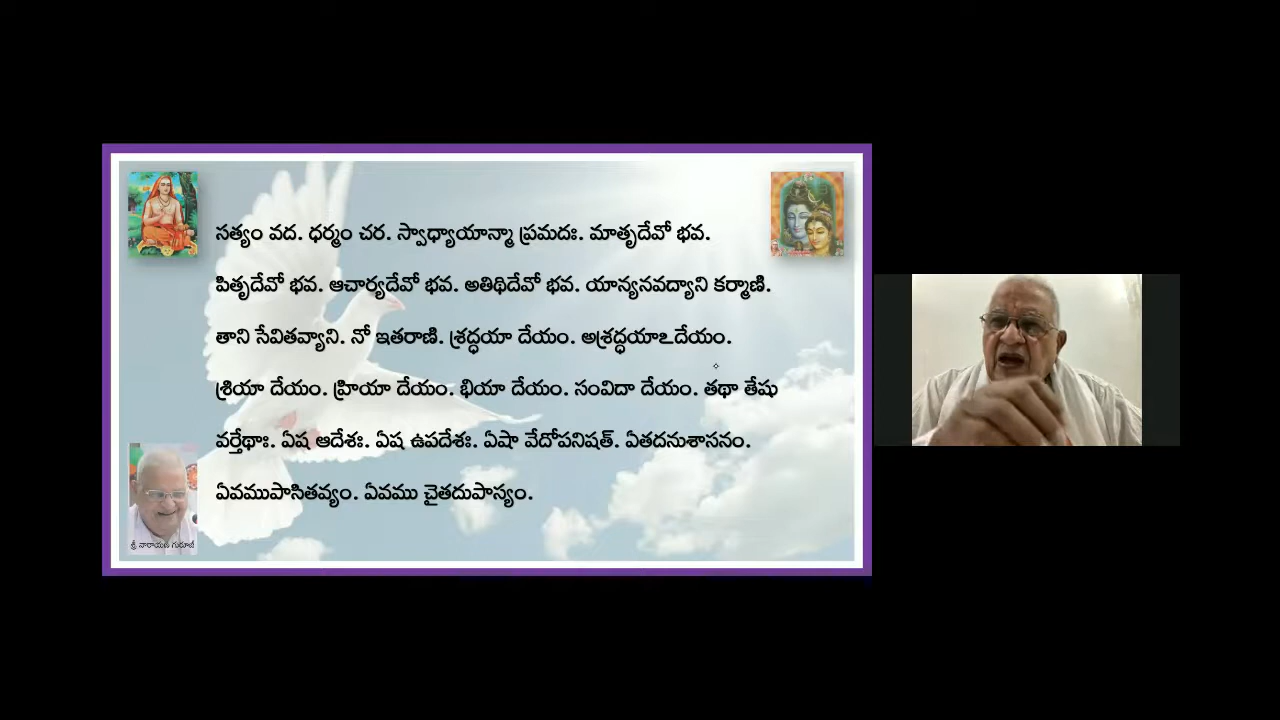 సత్యం వద. ధర్మం చర. స్వాధ్యాయాన్మా ప్రమదః. మాతృదేవో భవ.
పితృదేవో భవ. ఆచార్యదేవో భవ. అతిథిదేవో భవ. యాన్యనవద్యాని కర్మాణి.
తాని సేవితవ్యాని. నో ఇతరాణి. శ్రద్ధయా దేయం. అశ్రద్ధయాఽదేయం.
శ్రియా దేయం. హ్రియా దేయం. భియా దేయం. సంవిదా దేయం. తథా తేషు
వర్తేథాః. ఏష ఆదేశః. ఏష ఉపదేశః. ఏషా వేదోపనిషత్. ఏతదనుశాసనం.
ఏవముపాసితవ్యం. ఏవము చైతదుపాస్యం.
శ్రీ నారాయణ గురూజీ